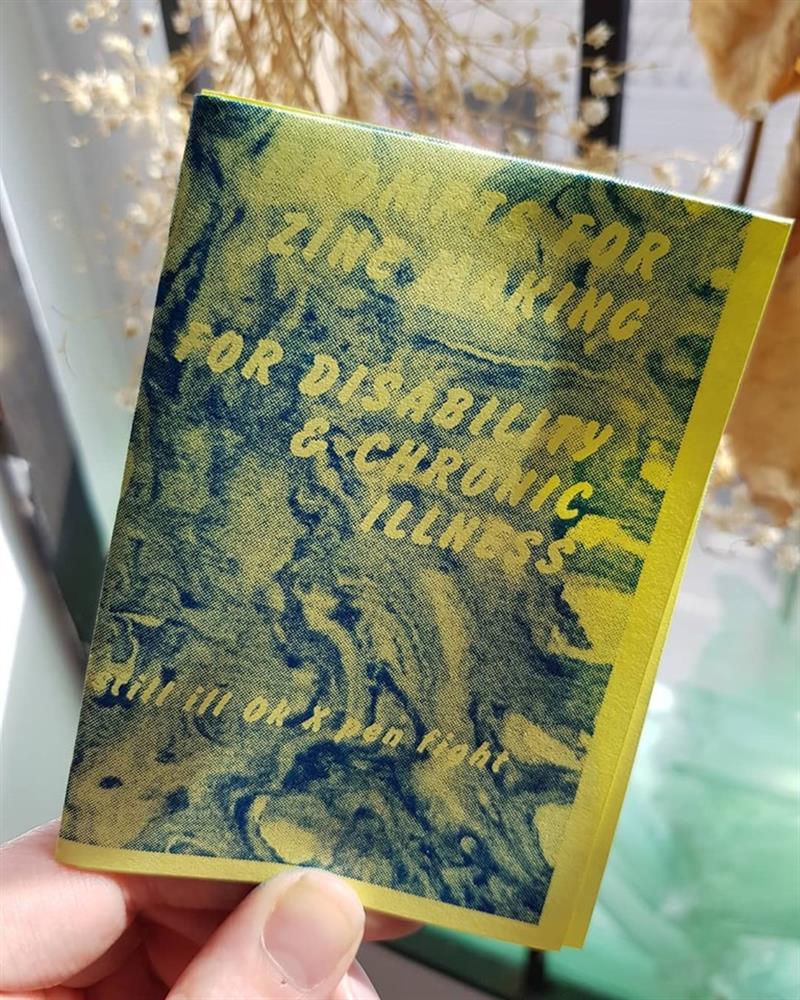 PROMPTS FOR
ZINE MAKING
FOR DISABILITY
& CHRONIC
ILLNESS
still ill OK X pen fight